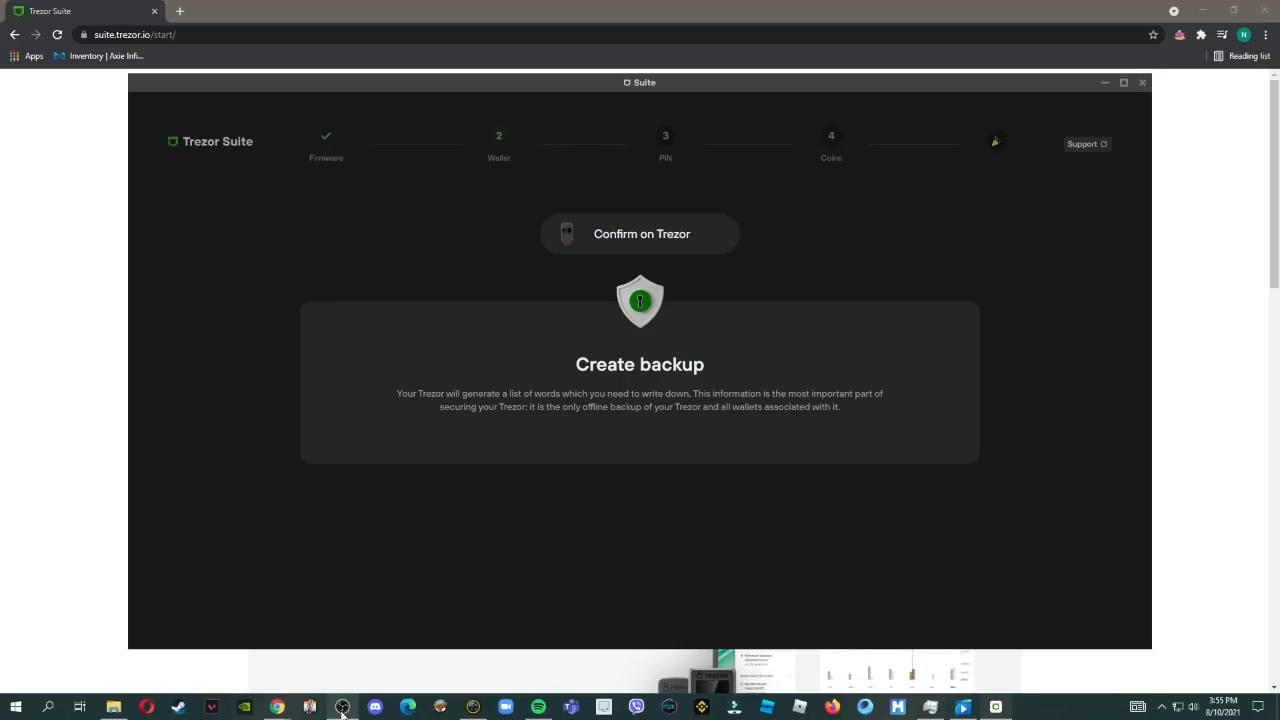 Trezor Suite
suite.trezor.io/start/
N
Apps
Inventory | Axie Infi...
Reading list
Suite
Trezor Suite
2
3
4
Firmware
Wallet
PIN
Coins
Support
Confirm on Trezor
Create backup
Your Trezor will generate a list of words which you need to write down. This information is the most important part of
securing your Trezor: it is the only offline backup of your Trezor and all wallets associated with it.
3:55 PM
8/10/2021